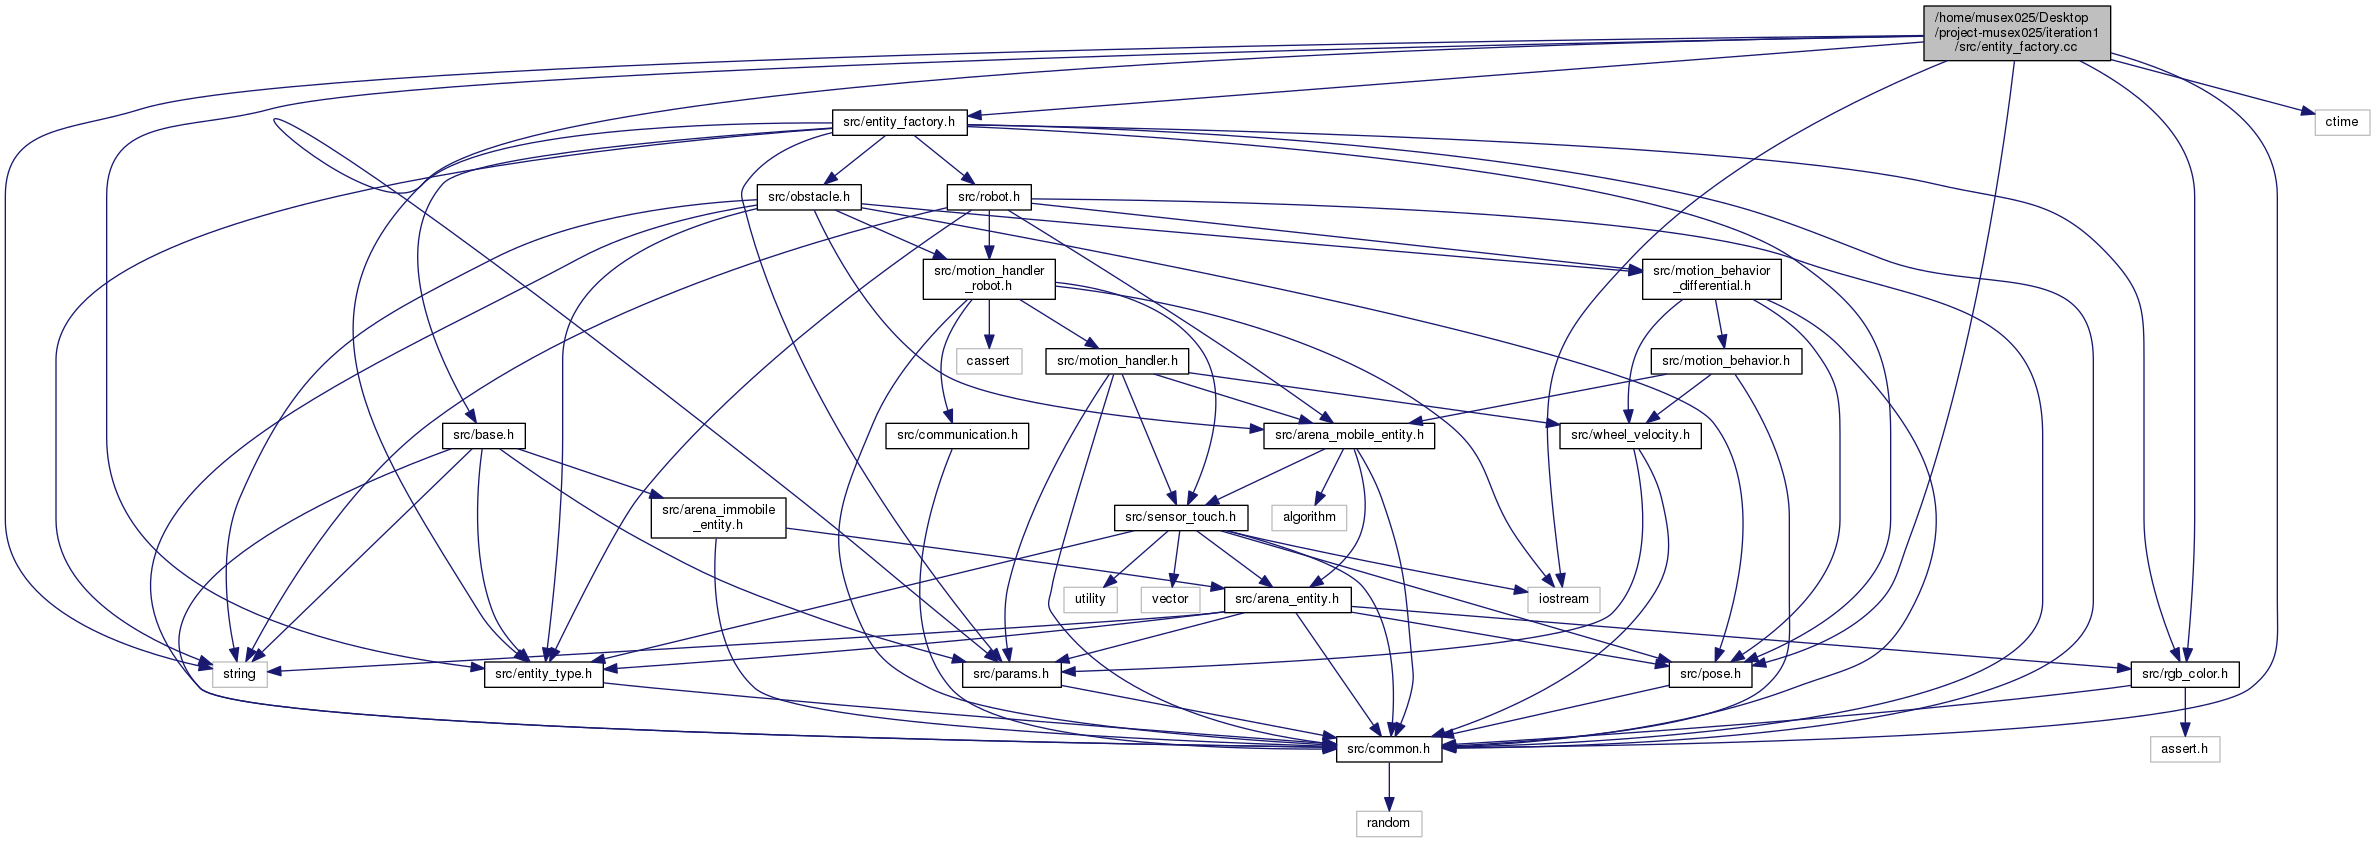 /home/musex025/Desktop
/project-musex025/iteration1
/src/entity_factory.cc
src/entity_factory.h
ctime
src/obstacle.h
src/robot.h
src/motion_handler
_robot.h
src/motion_behavior
_differential.h
cassert
src/motion_handler.h
src/motion_behavior.h
src/base.h
src/communication.h
src/arena_mobile_entity.h
src/wheel_velocity.h
src/arena_immobile
_entity.h
src/sensor_touch.h
algorithm
utility
vector
src/arena_entity.h
iostream
string
src/entity_type.h
src/params.h
src/pose.h
src/rgb_color.h
src/common.h
assert.h
random